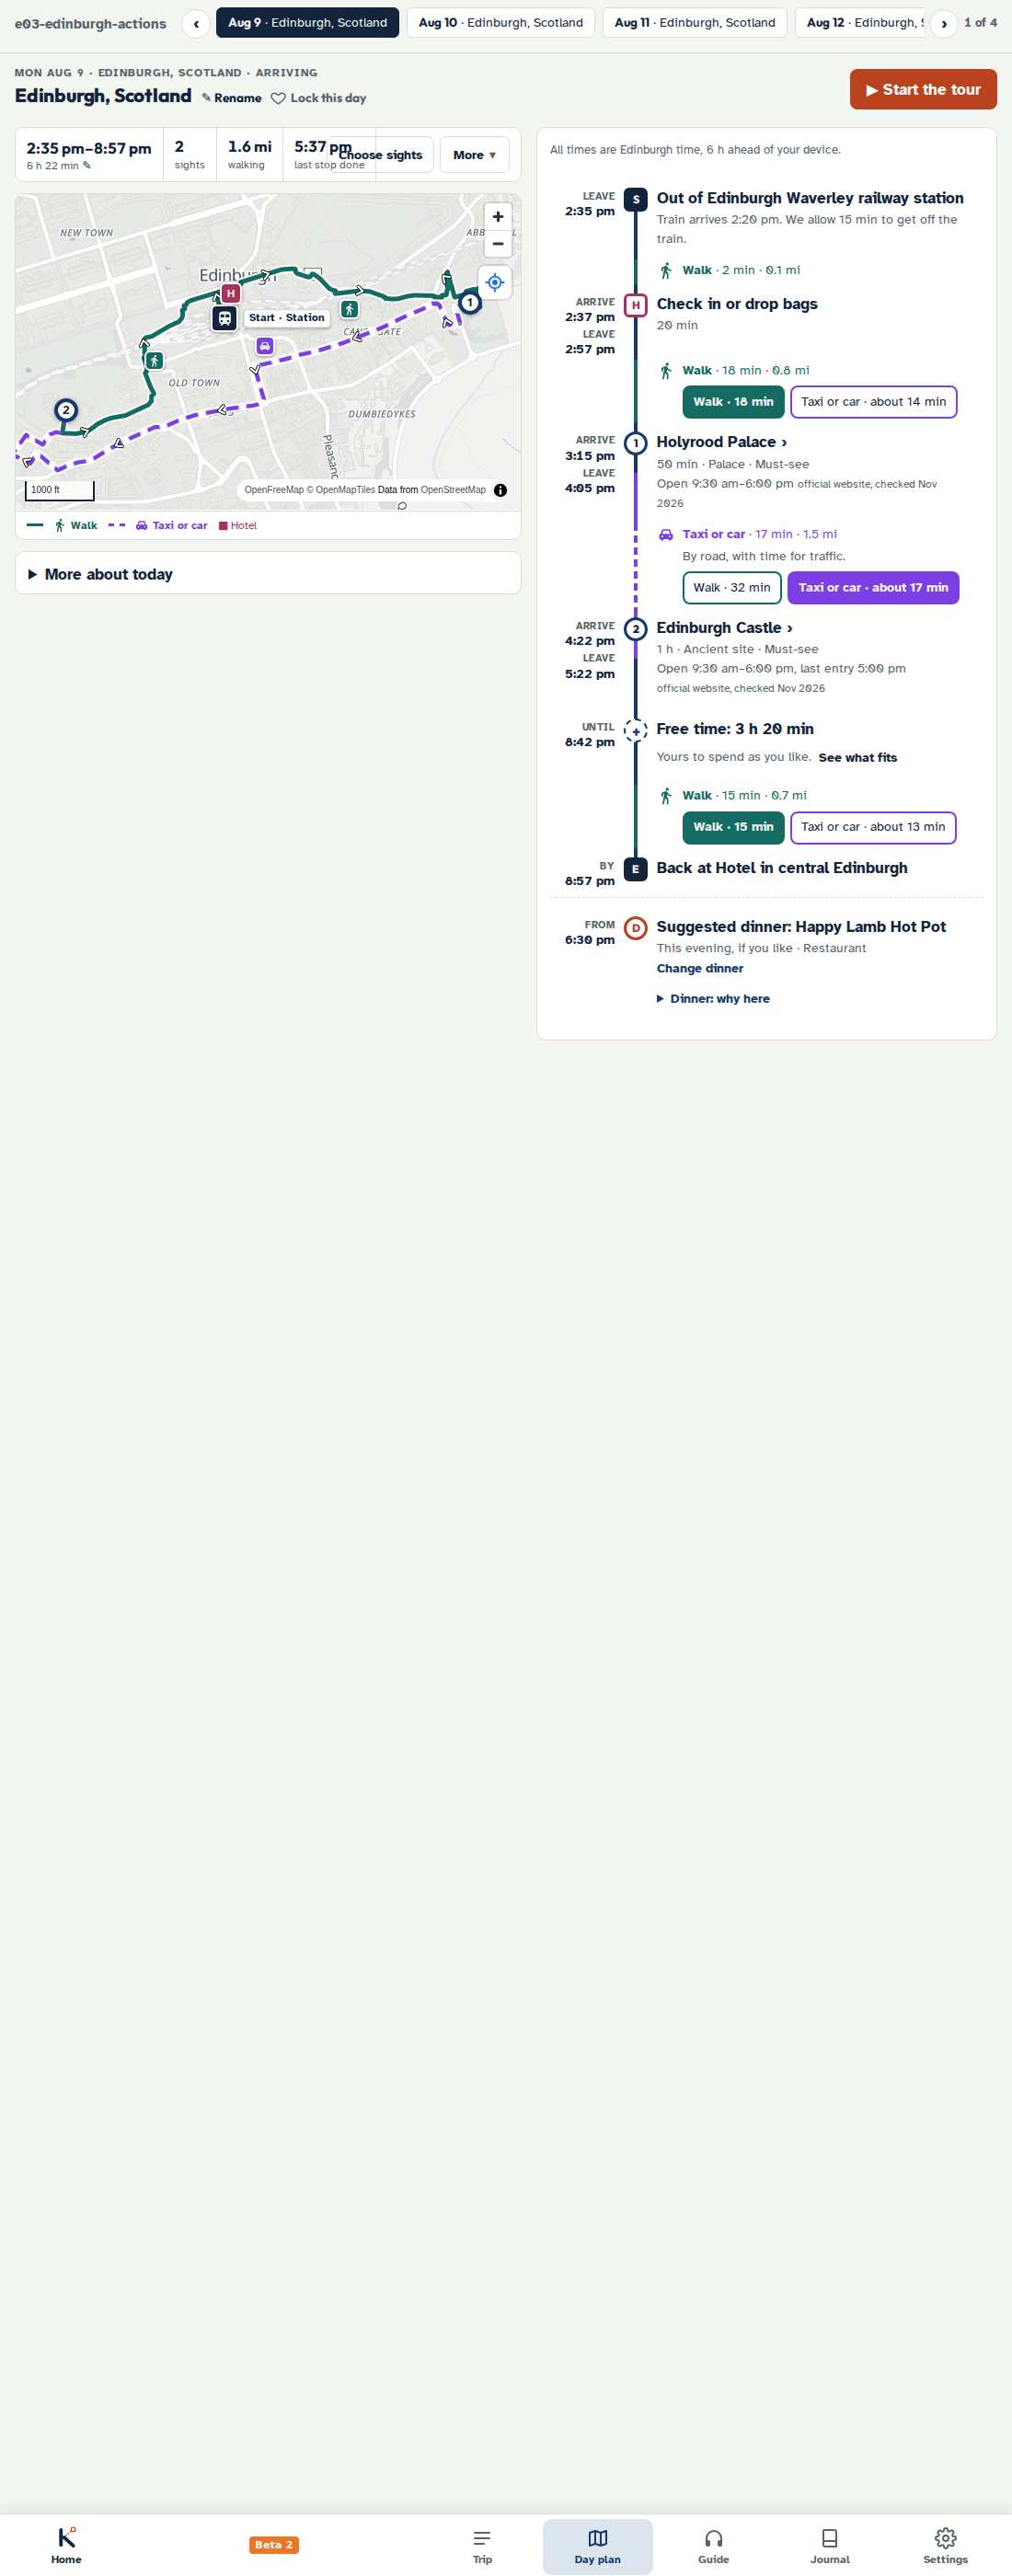 e03-edinburgh-actions
‹
Aug 9 · Edinburgh, Scotland
Aug 10 · Edinburgh, Scotland
Aug 11 · Edinburgh, Scotland
Aug 12 · Edinburgh, S
›
1 of 4
MON AUG 9 · EDINBURGH, SCOTLAND · ARRIVING
Edinburgh, Scotland
✎ Rename
Lock this day
▶ Start the tour
2:35 pm–8:57 pm
6 h 22 min ✎
2
sights
1.6 mi
walking
5:37 pm
last stop done
Choose sights
More ▼
NEW TOWN
Edinburgh
H
Start · Station
OLD TOWN
DUMBIEDYKES
1
2
+
−
1000 ft
OpenFreeMap © OpenMapTiles Data from OpenStreetMap
Walk
Taxi or car
Hotel
▶ More about today
All times are Edinburgh time, 6 h ahead of your device.
LEAVE
2:35 pm
S
Out of Edinburgh Waverley railway station
Train arrives 2:20 pm. We allow 15 min to get off the
train.
Walk · 2 min · 0.1 mi
ARRIVE
2:37 pm
LEAVE
2:57 pm
H
Check in or drop bags
20 min
Walk · 18 min · 0.8 mi
Walk · 18 min
Taxi or car · about 14 min
ARRIVE
3:15 pm
LEAVE
4:05 pm
1
Holyrood Palace ›
50 min · Palace · Must-see
Open 9:30 am–6:00 pm official website, checked Nov
2026
Taxi or car · 17 min · 1.5 mi
By road, with time for traffic.
Walk · 32 min
Taxi or car · about 17 min
ARRIVE
4:22 pm
LEAVE
5:22 pm
2
Edinburgh Castle ›
1 h · Ancient site · Must-see
Open 9:30 am–6:00 pm, last entry 5:00 pm
official website, checked Nov 2026
UNTIL
8:42 pm
+
Free time: 3 h 20 min
Yours to spend as you like. See what fits
Walk · 15 min · 0.7 mi
Walk · 15 min
Taxi or car · about 13 min
BY
8:57 pm
E
Back at Hotel in central Edinburgh
FROM
6:30 pm
D
Suggested dinner: Happy Lamb Hot Pot
This evening, if you like · Restaurant
Change dinner
▶ Dinner: why here
Home
Beta 2
Trip
Day plan
Guide
Journal
Settings